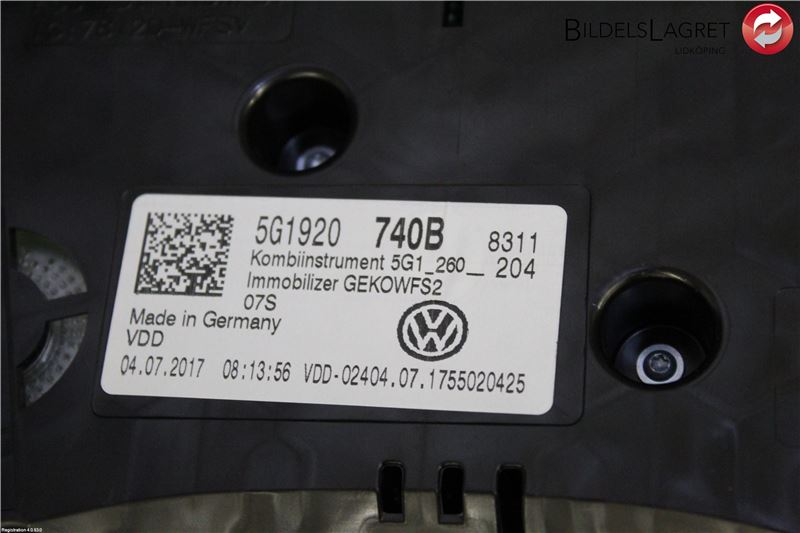 BILDELSLAGRET
LIDKÖPING
5G1920 740B 8311
Kombiinstrument 5G1_260__ 204
Immobilizer GEKOWFS2
07S
Made in Germany
VDD
04.07.2017 08:13:56 VDD-02404.07.1755020425